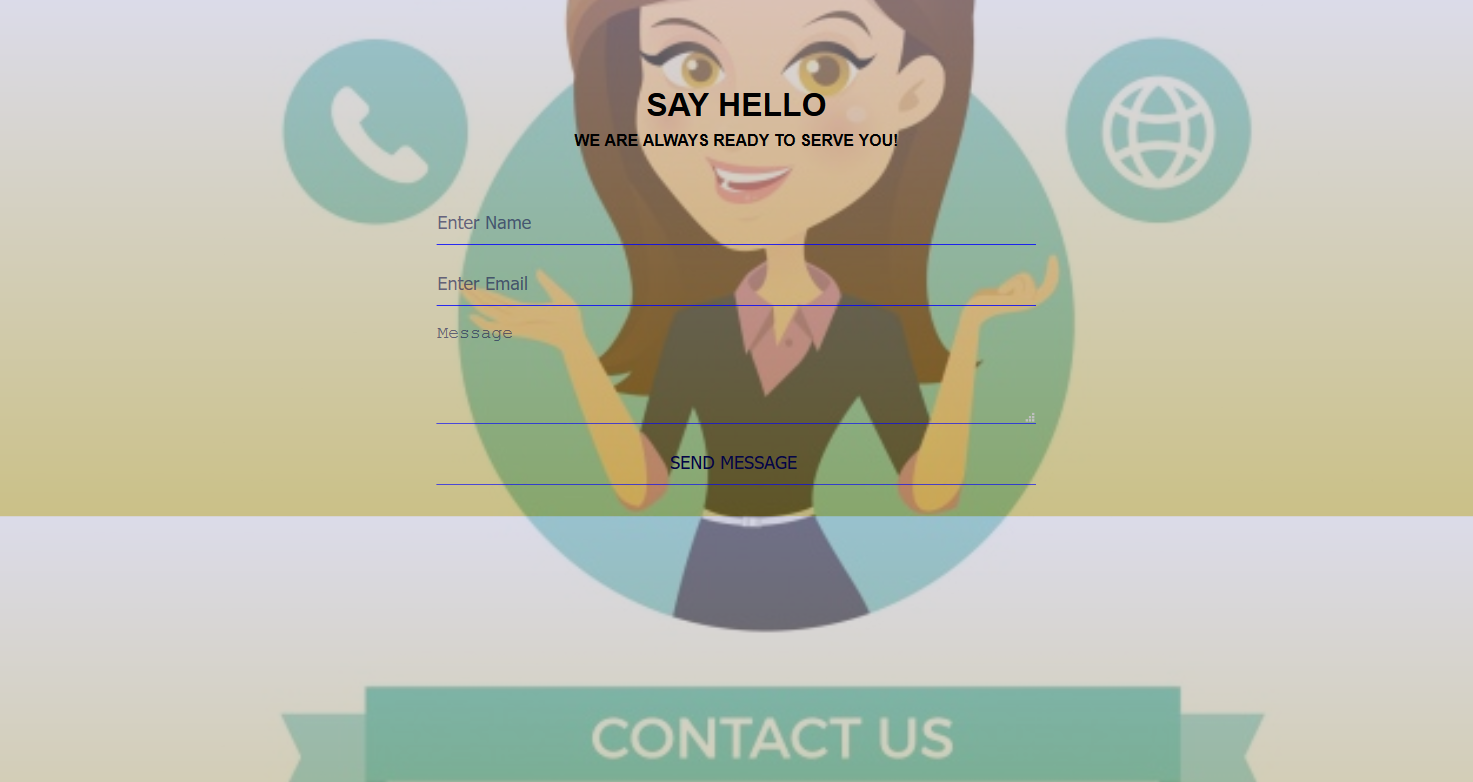 SAY HELLO
WE ARE ALWAYS READY TO SERVE YOU!
Enter Name
Enter Email
Message
SEND MESSAGE
CONTACT US